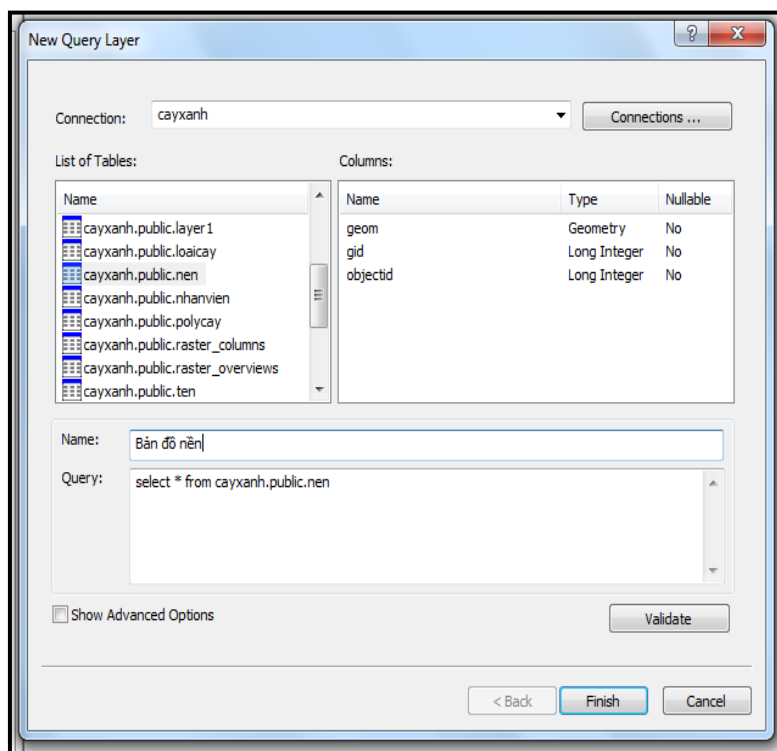 New Query Layer
Connection:
cayxanh
Connections ...
List of Tables:
Columns:
Name
cayxanh.public.layer1
cayxanh.public.loaicay
cayxanh.public.nen
cayxanh.public.nhanvien
cayxanh.public.polycay
cayxanh.public.raster_columns
cayxanh.public.raster_overviews
cayxanh.public.ten
Name Type Nullable
geom Geometry No
gid Long Integer No
objectid Long Integer No
Name:
Bản đồ nền
Query:
select * from cayxanh.public.nen
Show Advanced Options
Validate
< Back
Finish
Cancel